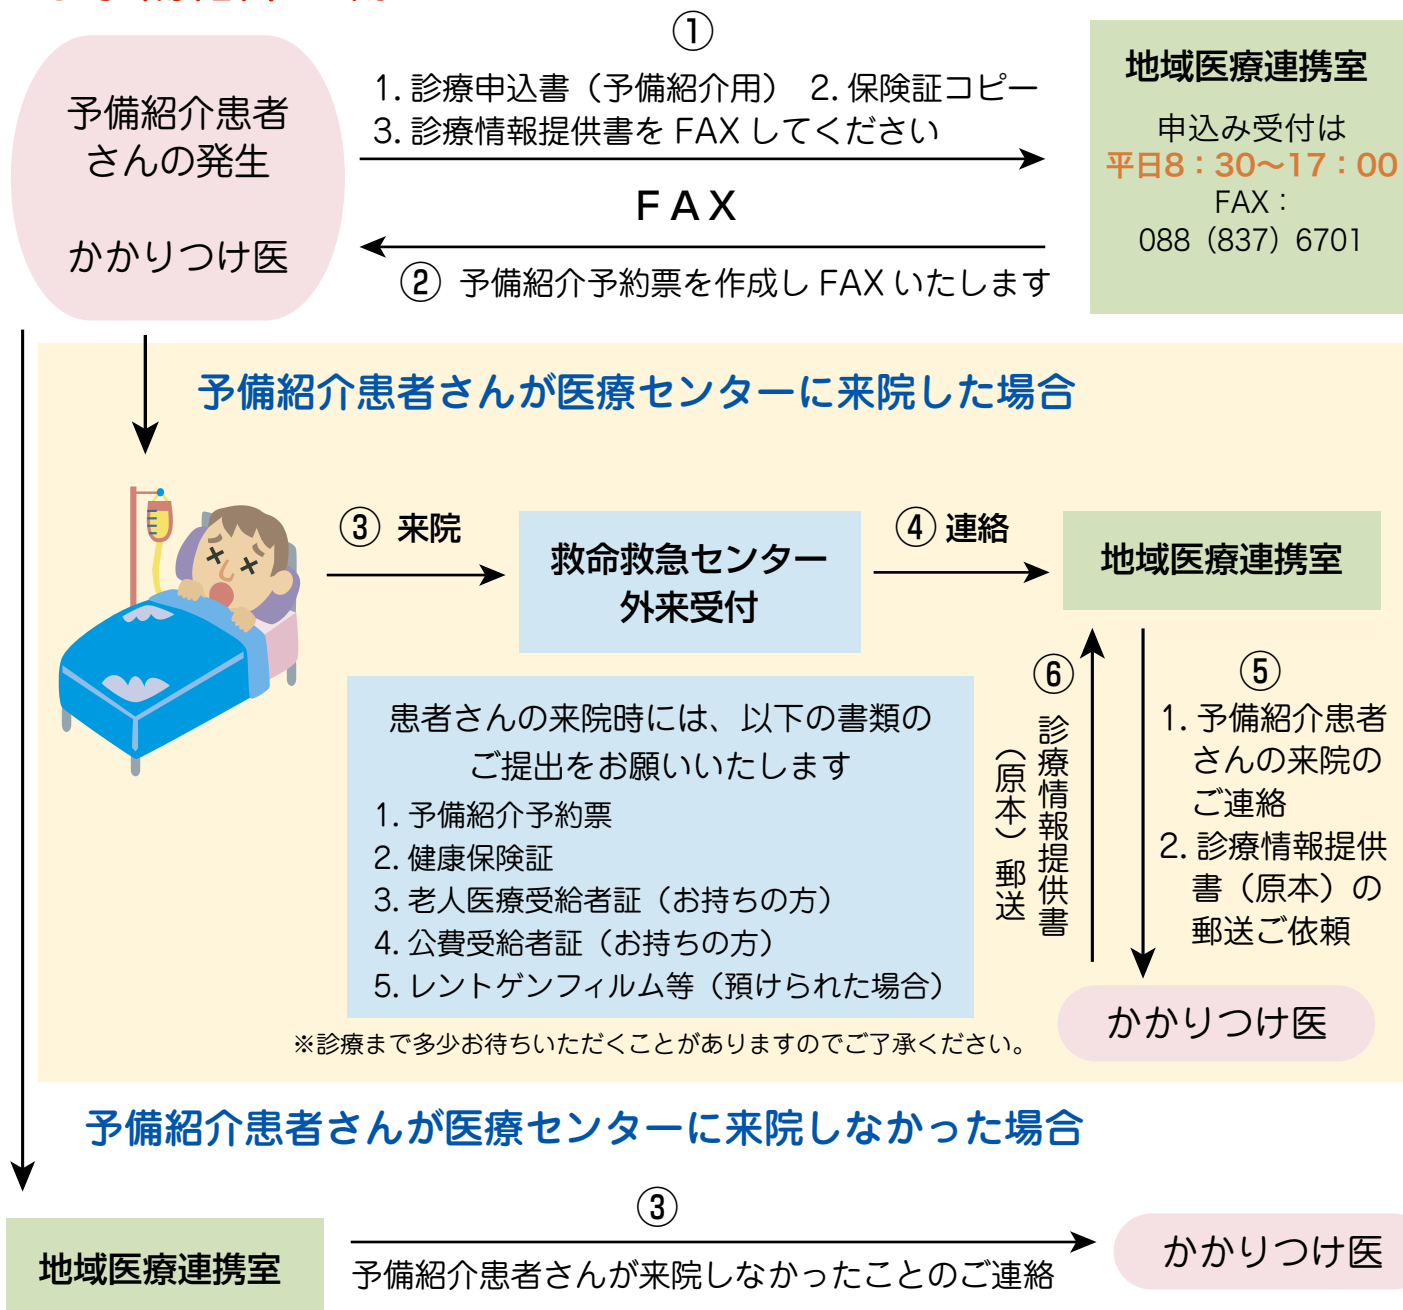 予備紹介患者
さんの発生
かかりつけ医
①
1. 診療申込書（予備紹介用） 2. 保険証コピー
3. 診療情報提供書を FAX してください
FAX
② 予備紹介予約票を作成し FAX いたします
地域医療連携室
申込み受付は
平日8：30〜17：00
FAX：
088（837）6701
予備紹介患者さんが医療センターに来院した場合
③ 来院
救命救急センター
外来受付
④ 連絡
地域医療連携室
患者さんの来院時には、以下の書類の
ご提出をお願いいたします
1. 予備紹介予約票
2. 健康保険証
3. 老人医療受給者証（お持ちの方）
4. 公費受給者証（お持ちの方）
5. レントゲンフィルム等（預けられた場合）
※診療まで多少お待ちいただくことがありますのでご了承ください。
⑤
1. 予備紹介患者
さんの来院の
ご連絡
2. 診療情報提供
書（原本）の
郵送ご依頼
⑥ 診療情報提供書
（原本）郵送
かかりつけ医
予備紹介患者さんが医療センターに来院しなかった場合
地域医療連携室
③
予備紹介患者さんが来院しなかったことのご連絡
かかりつけ医